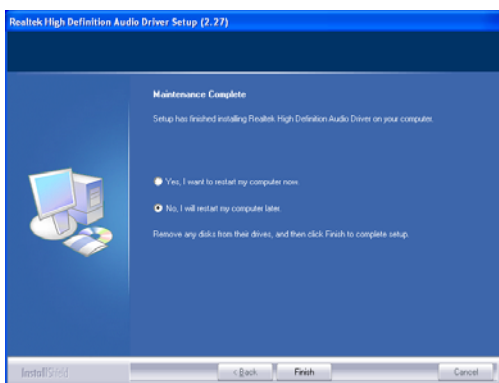 Realtek High Definition Audio Driver Setup (2.27)
Maintenance Complete
Setup has finished installing Realtek High Definition Audio Driver on your computer.
Yes, I want to restart my computer now.
No, I will restart my computer later.
Remove any disks from their drives, and then click Finish to complete setup.
InstallShield
< Back
Finish
Cancel